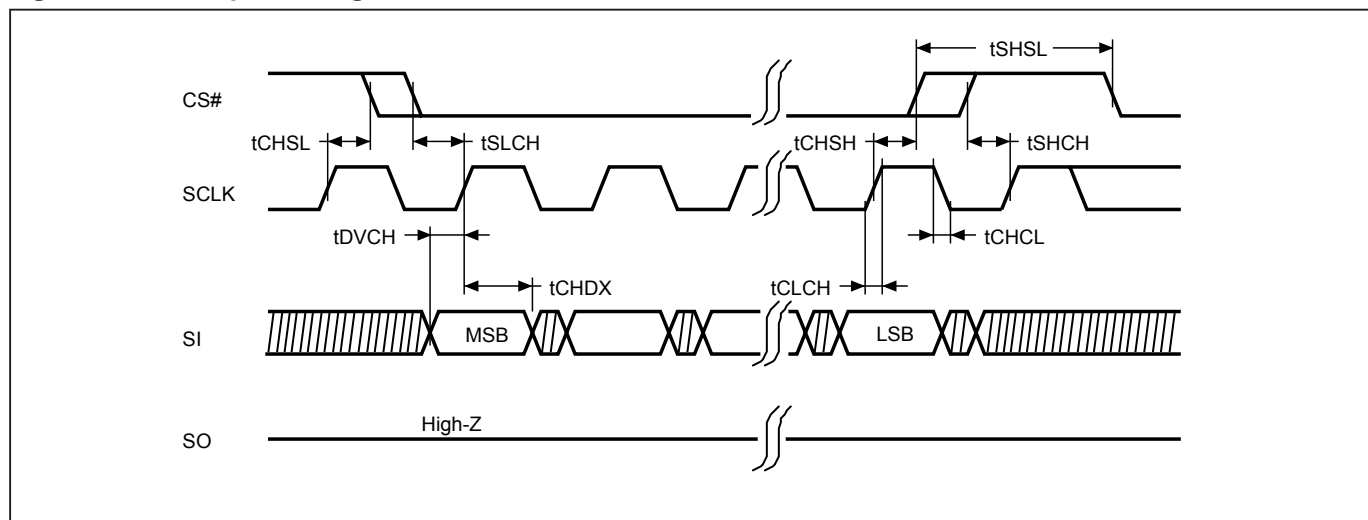 tSHSL
CS#
tCHSL
tSLCH
tCHSH
tSHCH
SCLK
tDVCH
tCHCL
tCHDX
tCLCH
SI
MSB
LSB
High-Z
SO